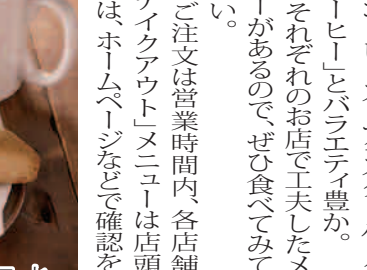 ーヒー」とバラエティ豊か。
それぞれのお店で工夫したメ
ーがあるので、ぜひ食べてみて
い。
ご注文は営業時間内、各店舗
テイクアウト」メニューは店頭
は、ホームページなどで確認を